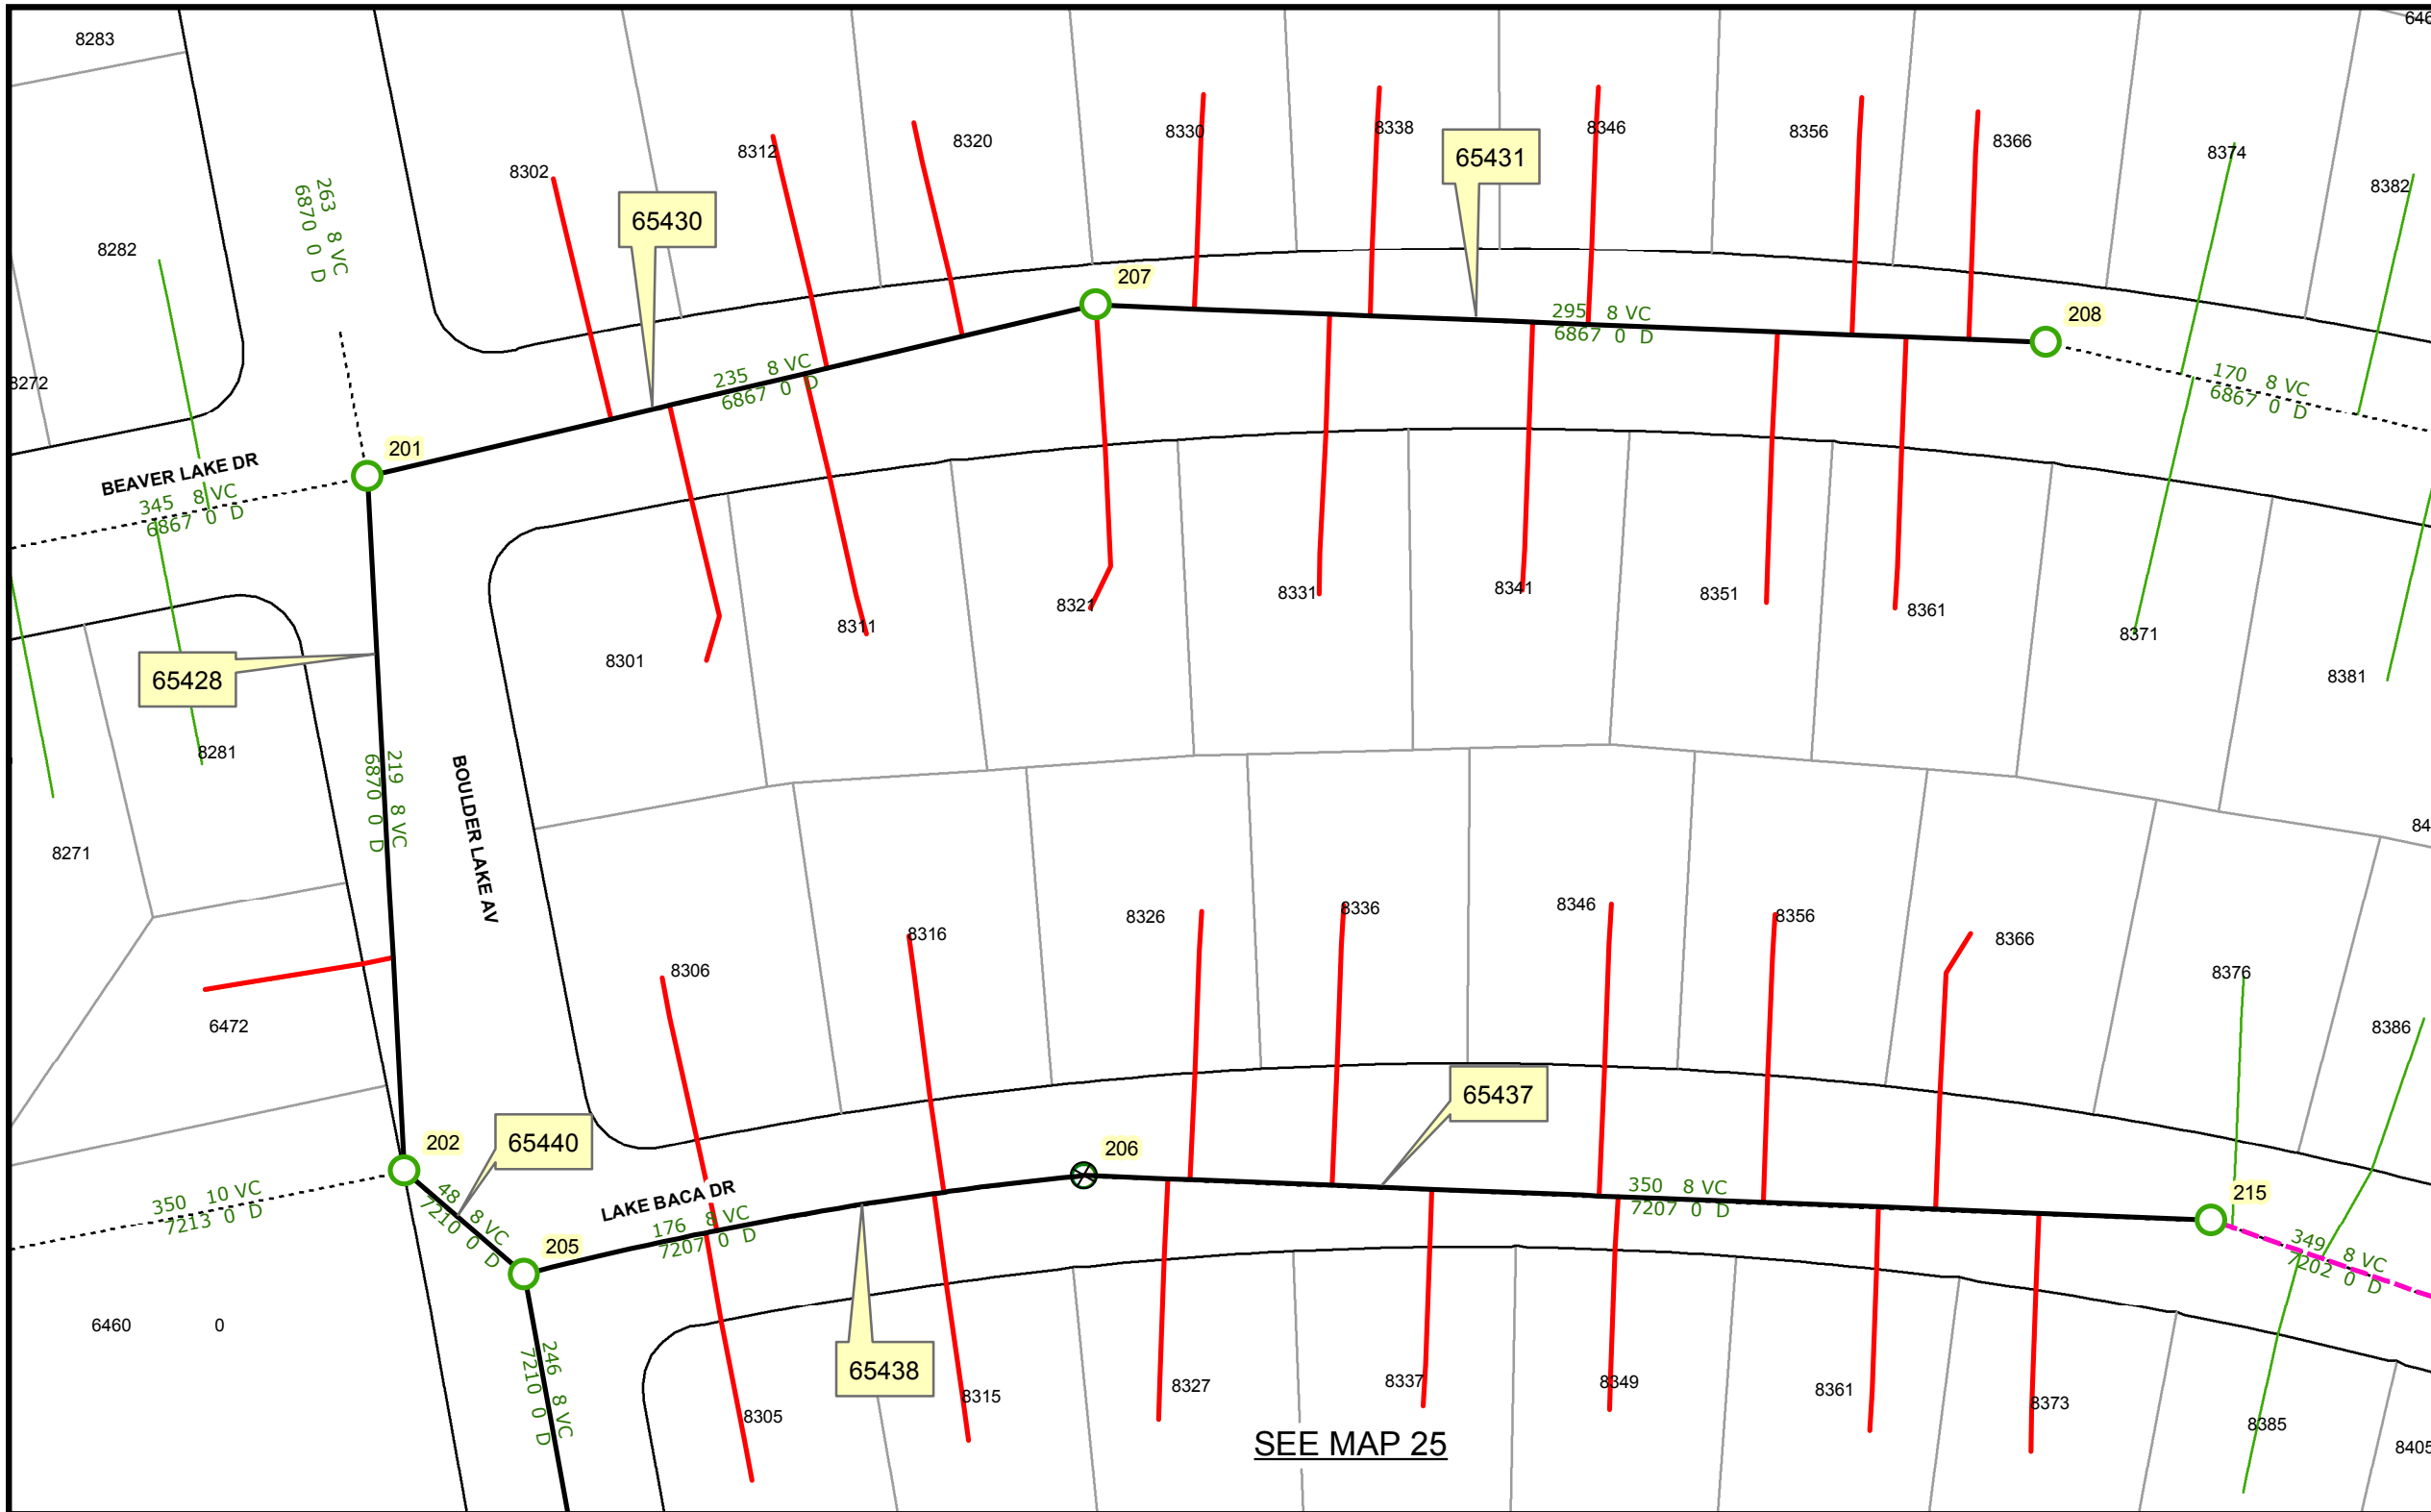 8283
646
263 8 VC
6870 0 D
8302
8312
8320
8330
8338
8346
8356
8366
8374
8382
65430
65431
8282
8272
207
208
295 8 VC
6867 0 D
235 8 VC
6867 0 D
170 8 VC
6867 0 D
201
BEAVER LAKE DR
345 8 VC
6867 0 D
8301
8311
8321
8331
8341
8351
8361
8371
8381
65428
8281
8271
219 8 VC
6870 0 D
BOULDER LAKE AV
84
8306
8316
8326
8336
8346
8356
8366
8376
8386
6472
202
65440
206
65437
350 10 VC
7213 0 D
48 8 VC
7210 0 D
205
LAKE BACA DR
176 8 VC
7207 0 D
350 8 VC
7207 0 D
215
349 8 VC
7202 0 D
6460 0
246 8 VC
7210 0 D
65438
8305
8315
8327
8337
8349
8361
8373
8385
8405
SEE MAP 25